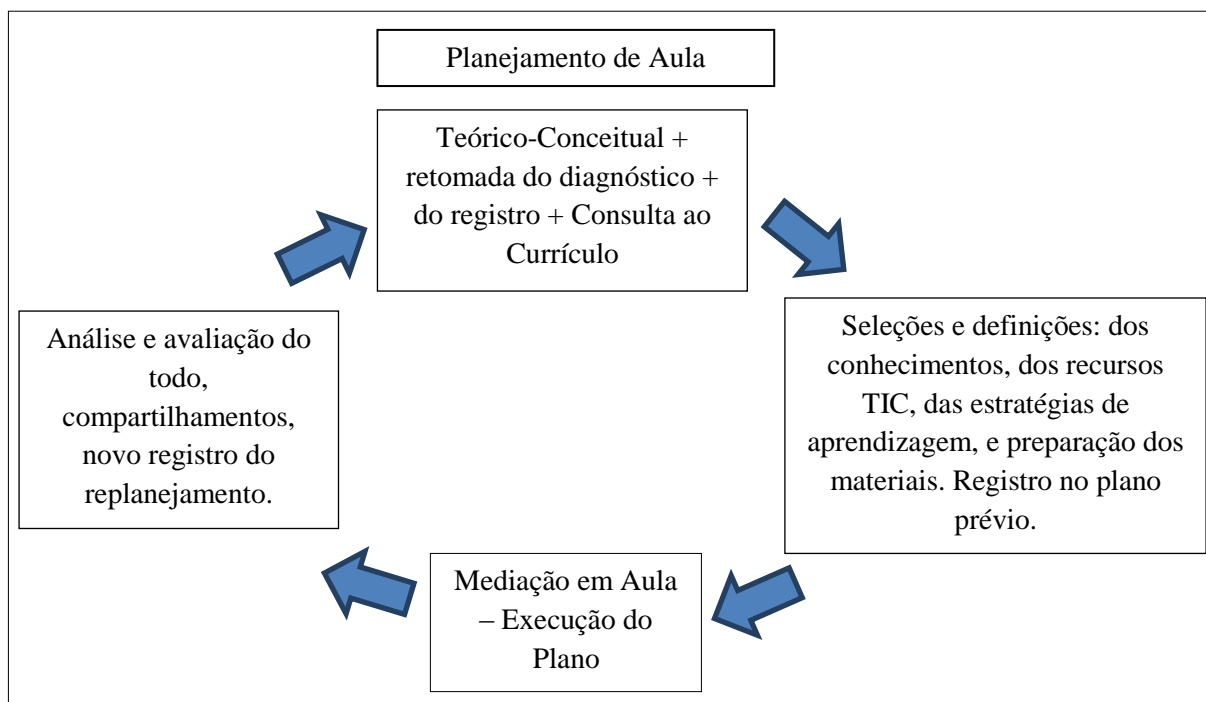 Planejamento de Aula
Teórico-Conceitual +
retomada do diagnóstico +
do registro + Consulta ao
Currículo
Seleções e definições: dos
conhecimentos, dos recursos
TIC, das estratégias de
aprendizagem, e preparação dos
materiais. Registro no plano
prévio.
Mediação em Aula
– Execução do
Plano
Análise e avaliação do
todo,
compartilhamentos,
novo registro do
replanejamento.